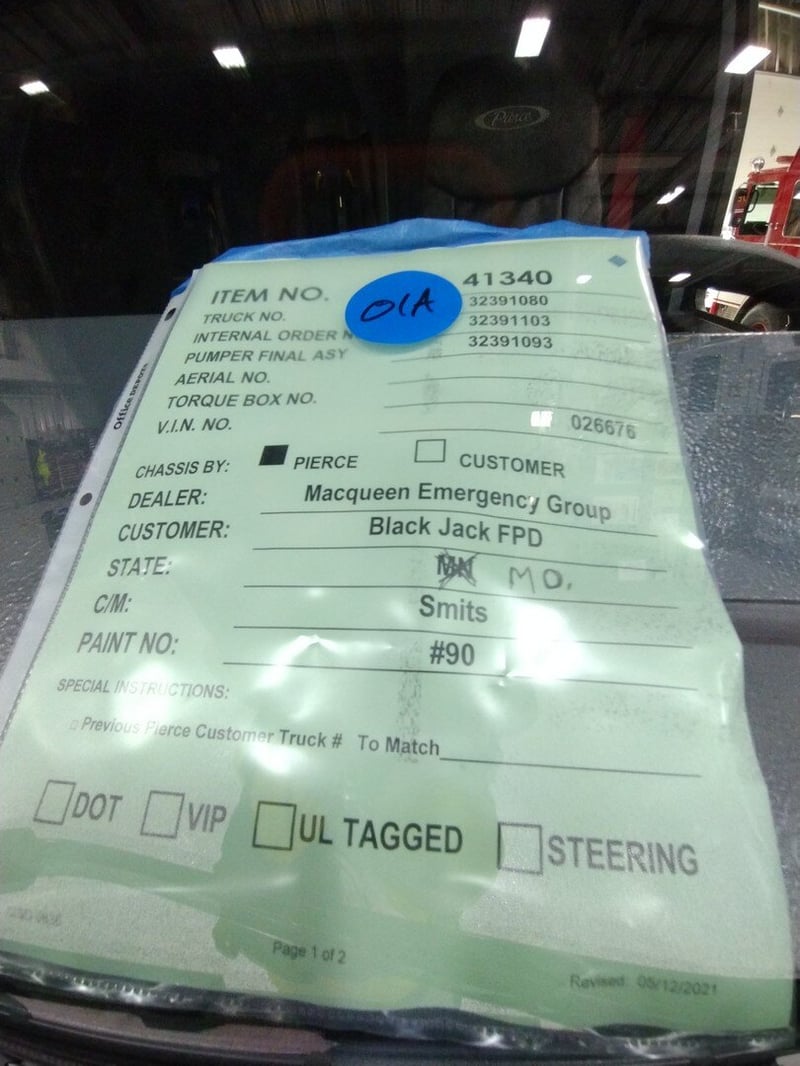 Pierce
ITEM NO. 41340
O1A
TRUCK NO. 32391080
INTERNAL ORDER N 32391103
PUMPER FINAL ASY 32391093
AERIAL NO.
TORQUE BOX NO.
V.I.N. NO. 026676
Office DEPOT
CHASSIS BY: PIERCE CUSTOMER
DEALER: Macqueen Emergency Group
CUSTOMER: Black Jack FPD
STATE: MN MO.
C/M: Smits
PAINT NO: #90
SPECIAL INSTRUCTIONS:
Previous Pierce Customer Truck # To Match
DOT VIP UL TAGGED STEERING
Page 1 of 2
Revised: 05/12/2021